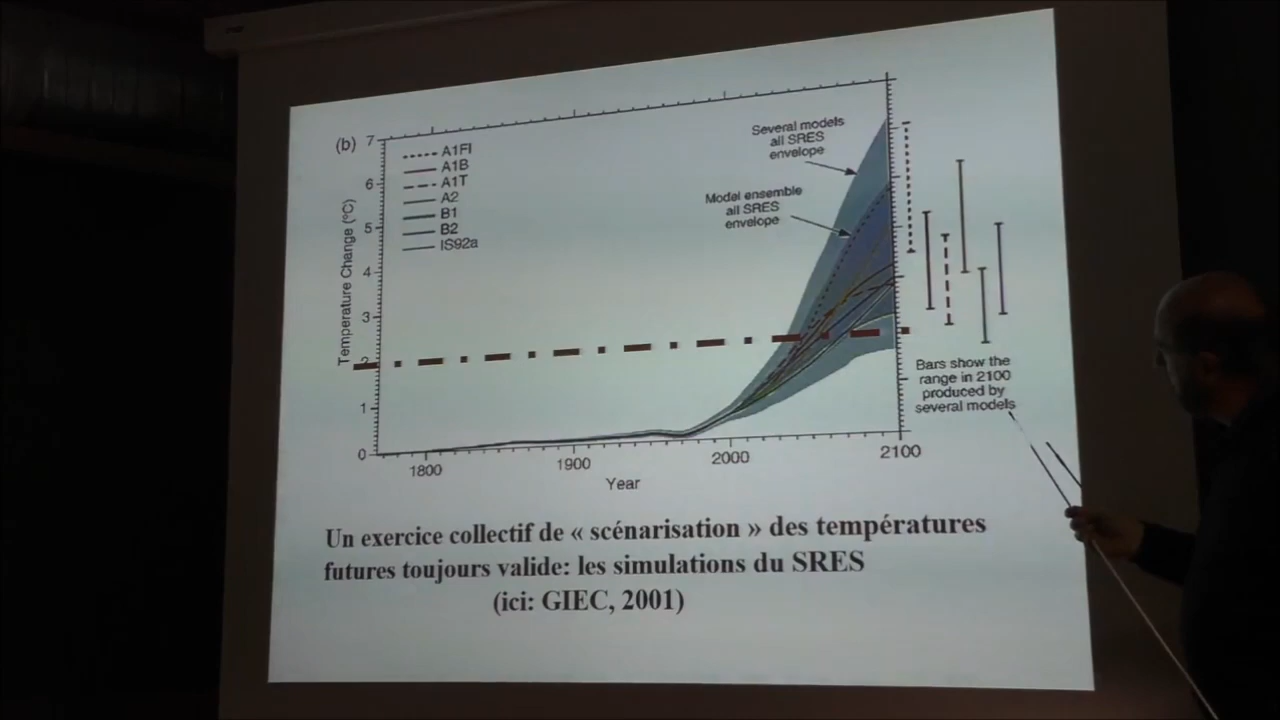 (b)
7
6
5
4
3
2
1
0
Temperature Change (°C)
A1FI
A1B
A1T
A2
B1
B2
IS92a
Several models
all SRES
envelope
Model ensemble
all SRES
envelope
1800
1900
2000
2100
Year
Bars show the
range in 2100
produced by
several models
Un exercice collectif de « scénarisation » des températures
futures toujours valide: les simulations du SRES
(ici: GIEC, 2001)